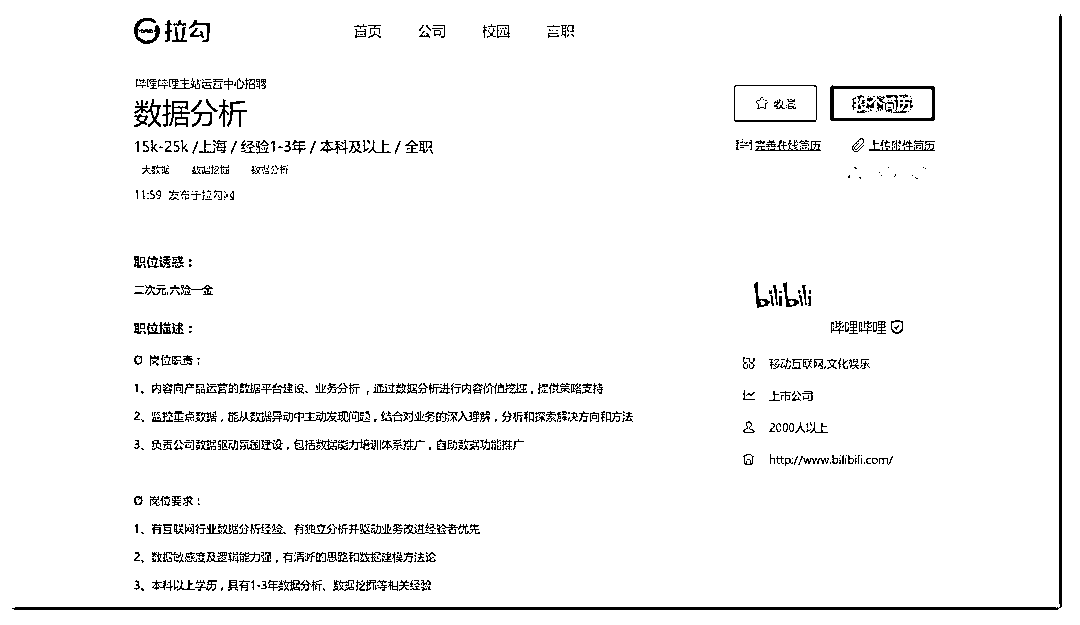 拉勾
首页 公司 校园 言职
哔哩哔哩主站运营中心招聘
数据分析
15k-25k /上海 / 经验1-3年 / 本科及以上 / 全职
大数据 数据挖掘 数据分析
11:59 发布于拉勾网
收藏
投个简历
完善在线简历 上传附件简历
职位诱惑：
二次元,六险一金
职位描述：
岗位职责：
1、内容向产品运营的数据平台建设、业务分析，通过数据分析进行内容价值挖掘，提供策略支持
2、监控重点数据，能从数据异动中主动发现问题，结合对业务的深入理解，分析和探索解决方向和方法
3、负责公司数据驱动氛围建设，包括数据能力培训体系推广，自助数据功能推广
岗位要求：
1、有互联网行业数据分析经验、有独立分析并驱动业务改进经验者优先
2、数据敏感度及逻辑能力强，有清晰的思路和数据建模方法论
3、本科以上学历，具有1-3年数据分析、数据挖掘等相关经验
bilibili
哔哩哔哩
移动互联网,文化娱乐
上市公司
2000人以上
http://www.bilibili.com/